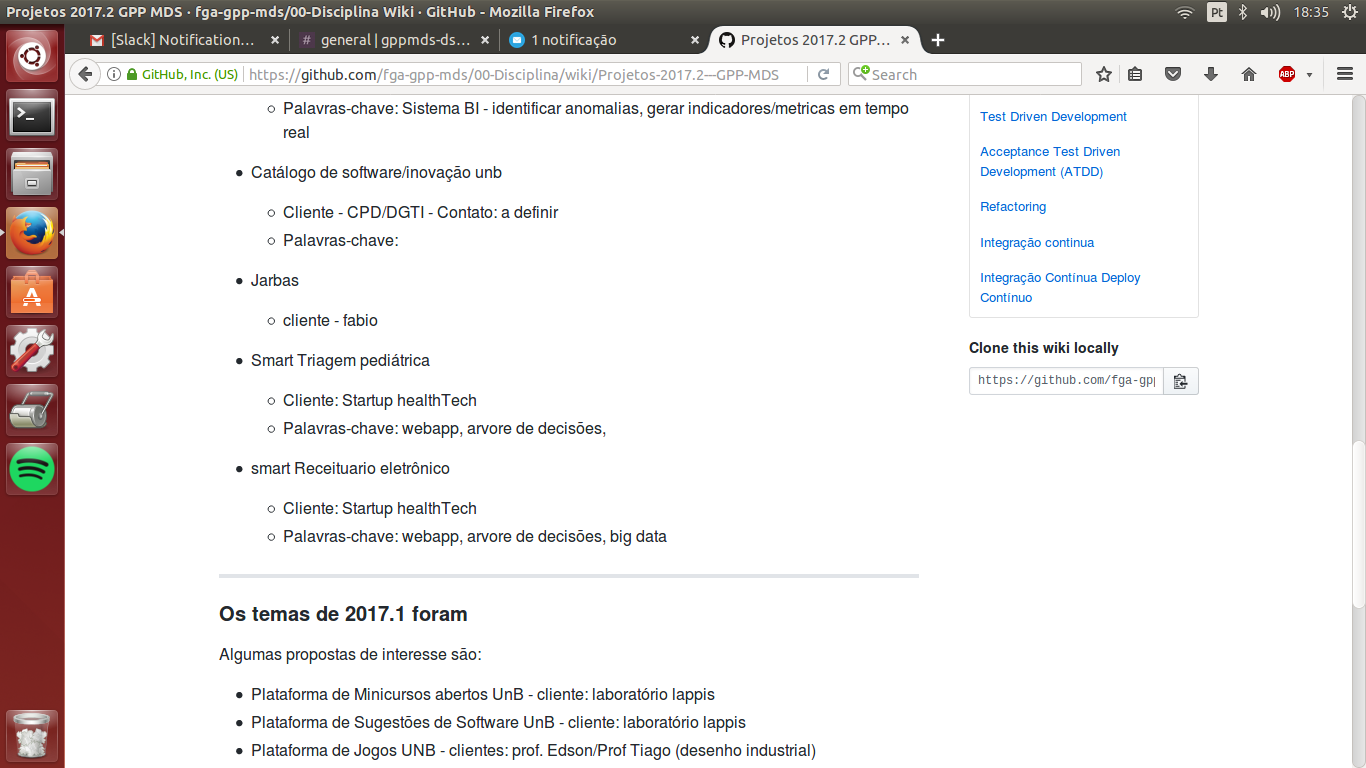 Projetos 2017.2 GPP MDS · fga-gpp-mds/00-Disciplina Wiki · GitHub - Mozilla Firefox
Pt
18:35
[Slack] Notification…
# general | gppmds-ds…
1 notificação
Projetos 2017.2 GPP…
GitHub, Inc. (US)
https://github.com/fga-gpp-mds/00-Disciplina/wiki/Projetos-2017.2---GPP-MDS
Search
ABP
Palavras-chave: Sistema BI - identificar anomalias, gerar indicadores/metricas em tempo
real
Catálogo de software/inovação unb
Cliente - CPD/DGTI - Contato: a definir
Palavras-chave:
Jarbas
cliente - fabio
Smart Triagem pediátrica
Cliente: Startup healthTech
Palavras-chave: webapp, arvore de decisões,
smart Receituario eletrônico
Cliente: Startup healthTech
Palavras-chave: webapp, arvore de decisões, big data
Os temas de 2017.1 foram
Algumas propostas de interesse são:
Plataforma de Minicursos abertos UnB - cliente: laboratório lappis
Plataforma de Sugestões de Software UnB - cliente: laboratório lappis
Plataforma de Jogos UNB - clientes: prof. Edson/Prof Tiago (desenho industrial)
Test Driven Development
Acceptance Test Driven
Development (ATDD)
Refactoring
Integração continua
Integração Contínua Deploy
Contínuo
Clone this wiki locally
https://github.com/fga-gpp